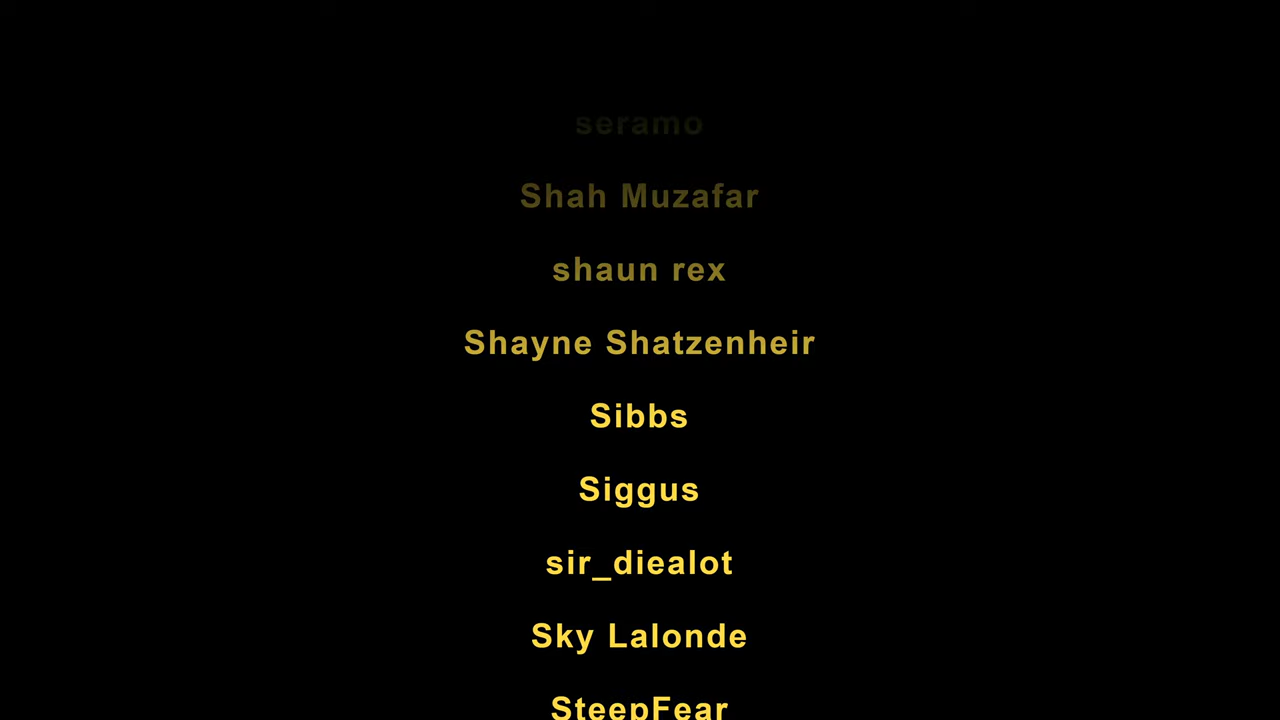 seramo
Shah Muzafar
shaun rex
Shayne Shatzenheir
Sibbs
Siggus
sir_diealot
Sky Lalonde
SteepFear